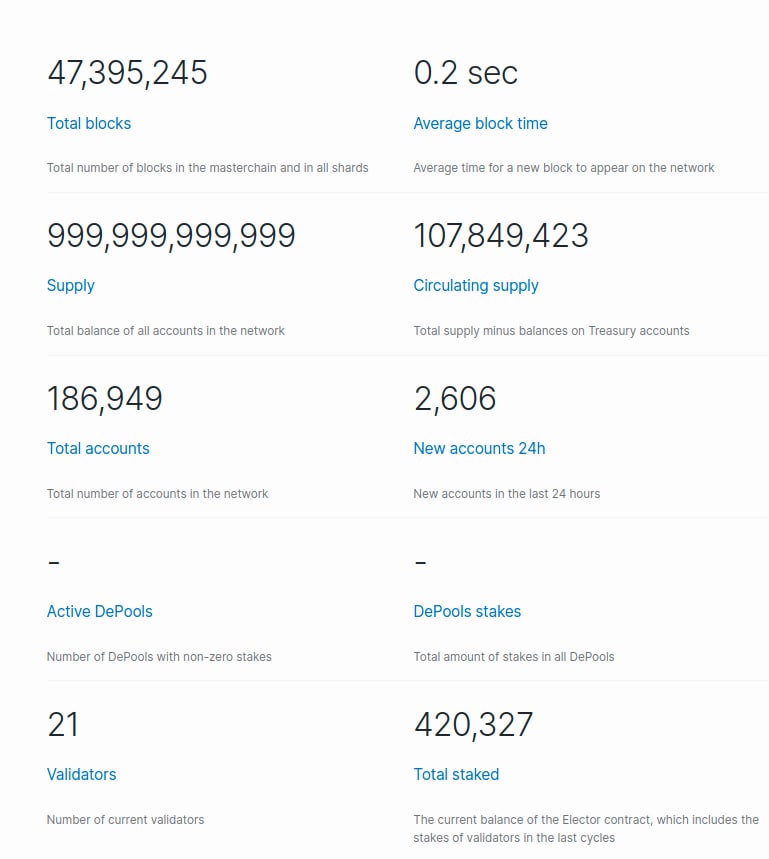 47,395,245
0.2 sec
Total blocks
Average block time
Total number of blocks in the masterchain and in all shards
Average time for a new block to appear on the network
999,999,999,999
107,849,423
Supply
Circulating supply
Total balance of all accounts in the network
Total supply minus balances on Treasury accounts
186,949
2,606
Total accounts
New accounts 24h
Total number of accounts in the network
New accounts in the last 24 hours
-
-
Active DePools
DePools stakes
Number of DePools with non-zero stakes
Total amount of stakes in all DePools
21
420,327
Validators
Total staked
Number of current validators
The current balance of the Elector contract, which includes the
stakes of validators in the last cycles